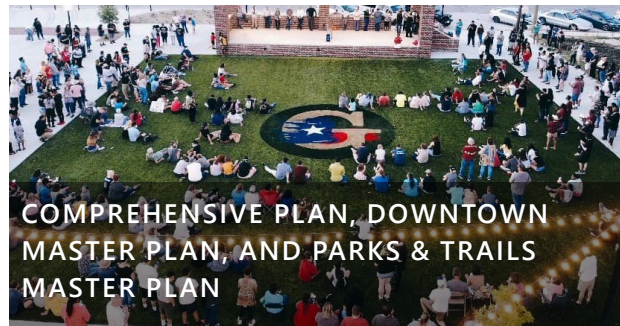 G
COMPREHENSIVE PLAN, DOWNTOWN
MASTER PLAN, AND PARKS & TRAILS
MASTER PLAN